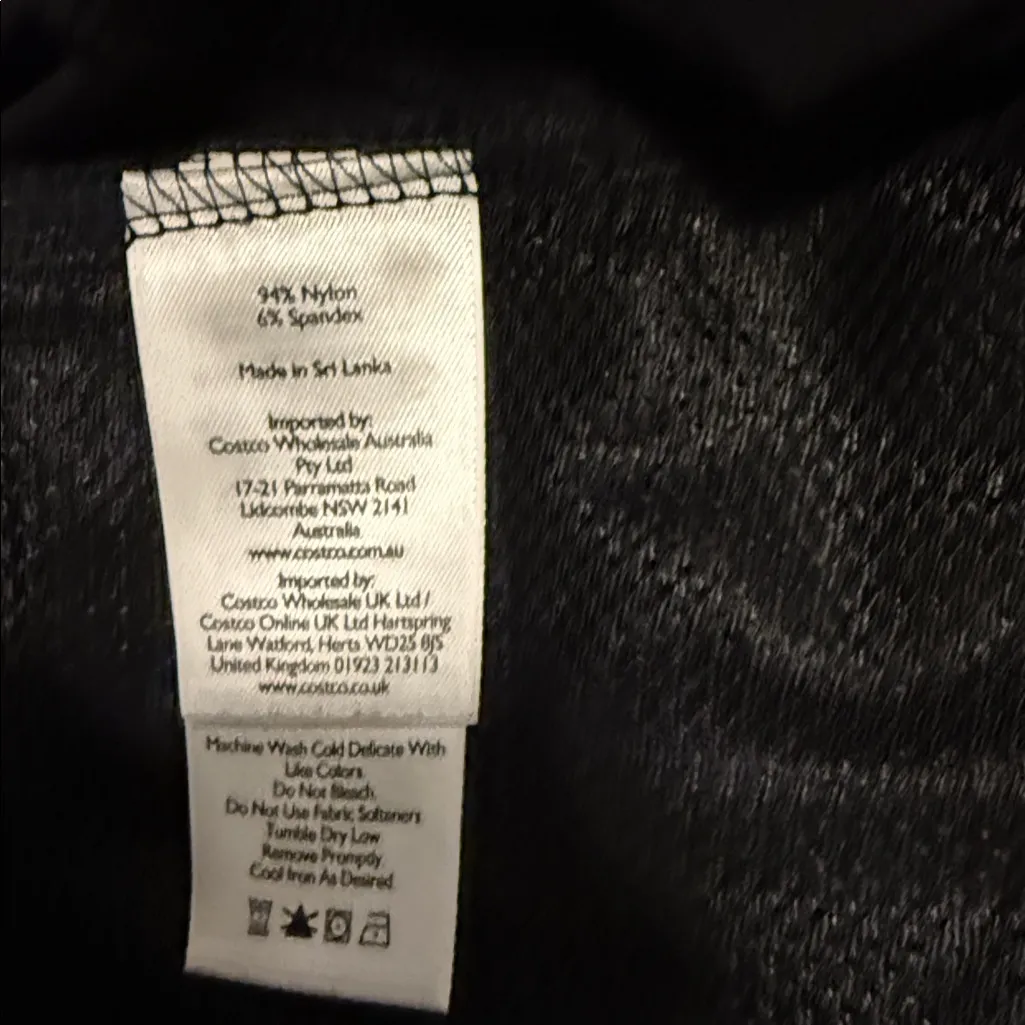 94% Nylon
6% Spandex
Made in Sri Lanka
Imported by:
Costco Wholesale Australia
Pty Ltd
17-21 Parramatta Road
Lidcombe NSW 2141
Australia
www.costco.com.au
Imported by:
Costco Wholesale UK Ltd /
Costco Online UK Ltd Hartspring
Lane Watford, Herts WD25 8JS
United Kingdom 01923 213113
www.costco.co.uk
Machine Wash Cold Delicate With
Like Colors
Do Not Bleach
Do Not Use Fabric Softeners
Tumble Dry Low
Remove Promptly
Cool Iron As Desired